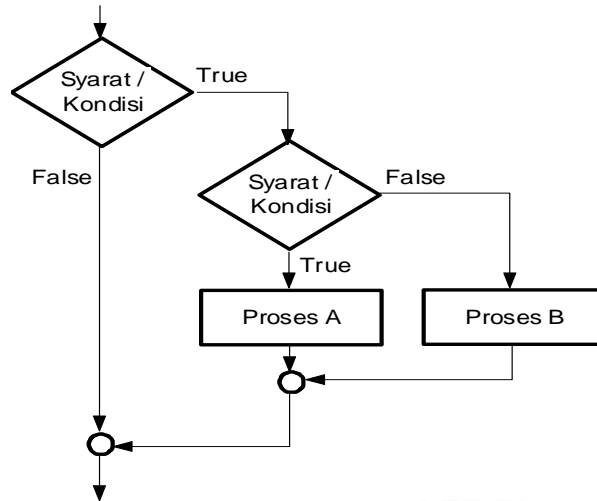 Syarat /
Kondisi
True
False
Syarat /
Kondisi
False
True
Proses A
Proses B